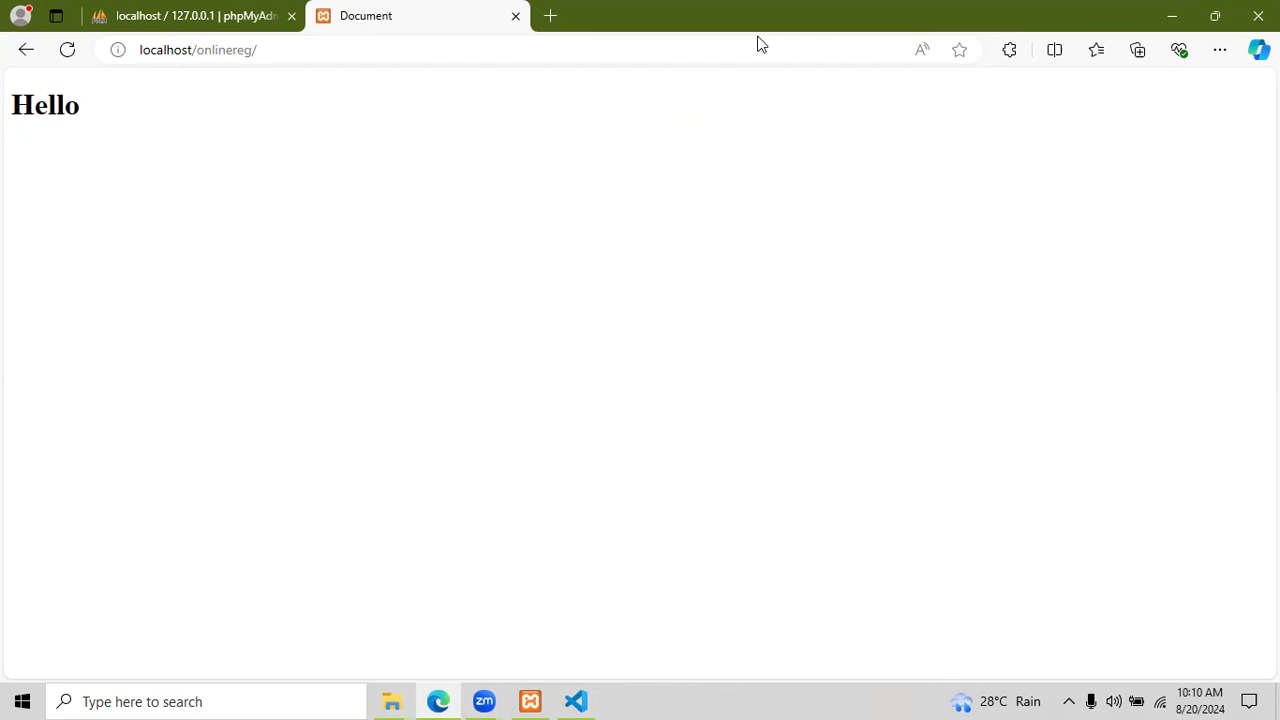 localhost / 127.0.0.1 | phpMyAdn
Document
localhost/onlinereg/
Hello
Type here to search
zm
28°C Rain
10:10 AM
8/20/2024